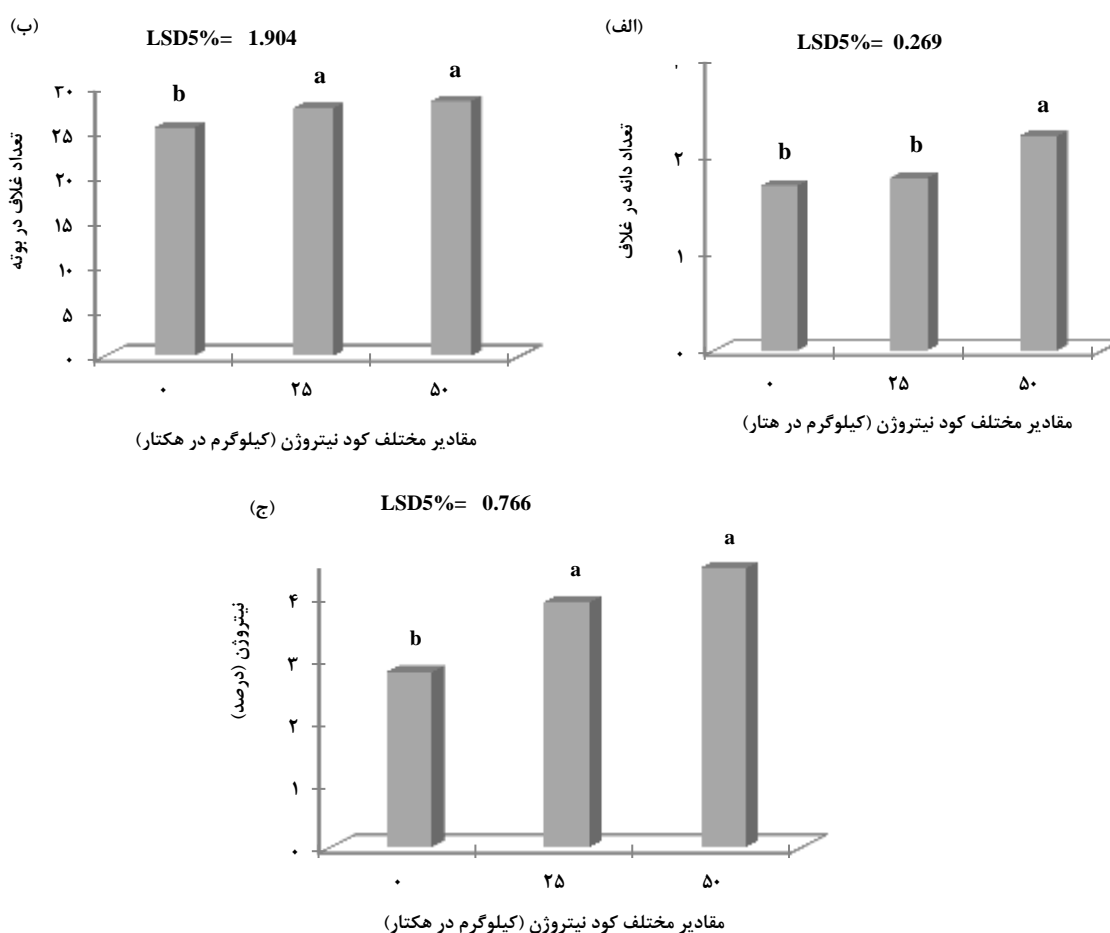 (الف)
LSD5%= 0.269
تعداد دانه در غلاف
۲
۱
۰
b
b
a
۰
۲۵
۵۰
مقادیر مختلف کود نیتروژن (کیلوگرم در هتار)
(ب)
LSD5%= 1.904
تعداد غلاف در بوته
۳۰
۲۵
۲۰
۱۵
۱۰
۵
۰
b
a
a
۰
۲۵
۵۰
مقادیر مختلف کود نیتروژن (کیلوگرم در هکتار)
(ج)
LSD5%= 0.766
نیتروژن (درصد)
۴
۳
۲
۱
۰
b
a
a
۰
۲۵
۵۰
مقادیر مختلف کود نیتروژن (کیلوگرم در هکتار)